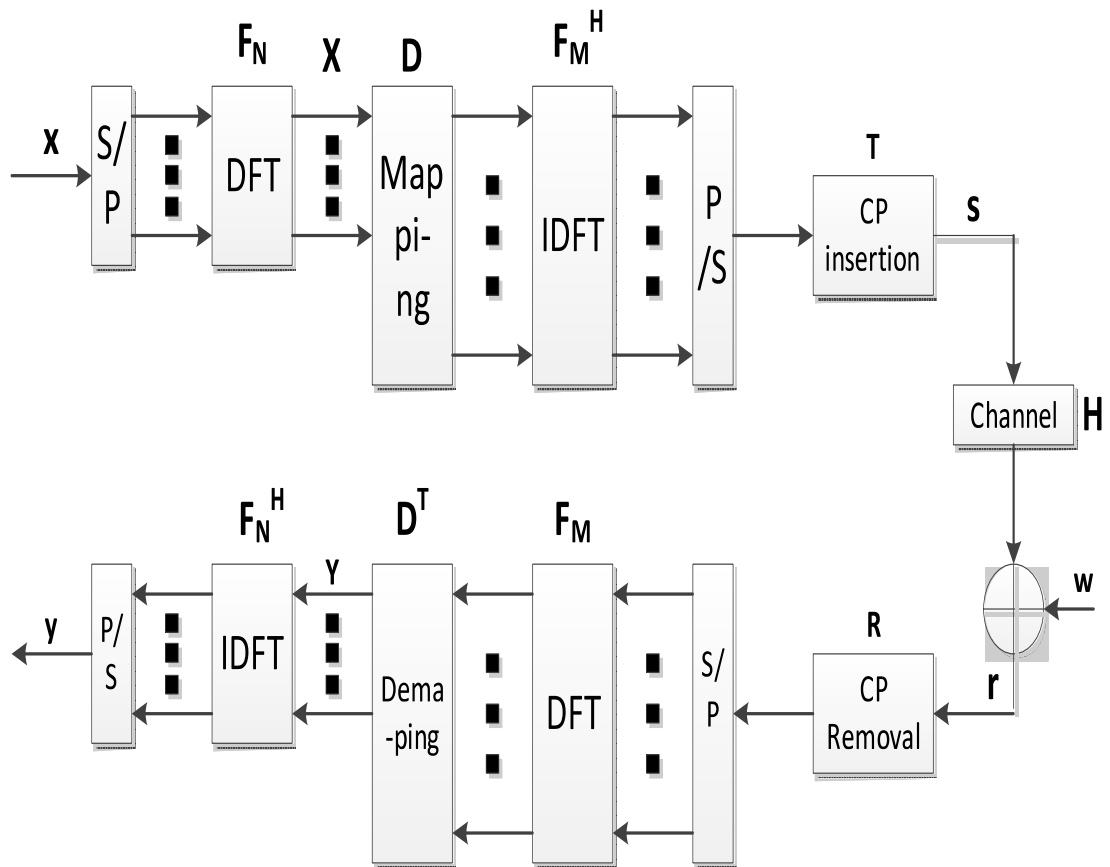 F_N
X
D
F_M^H
x
S/
P
DFT
Map
pi-
ng
IDFT
P
/S
T
CP
insertion
s
Channel
H
F_N^H
D^T
F_M
w
y
P/
S
IDFT
Y
Dema
-ping
DFT
S/
P
R
CP
Removal
r